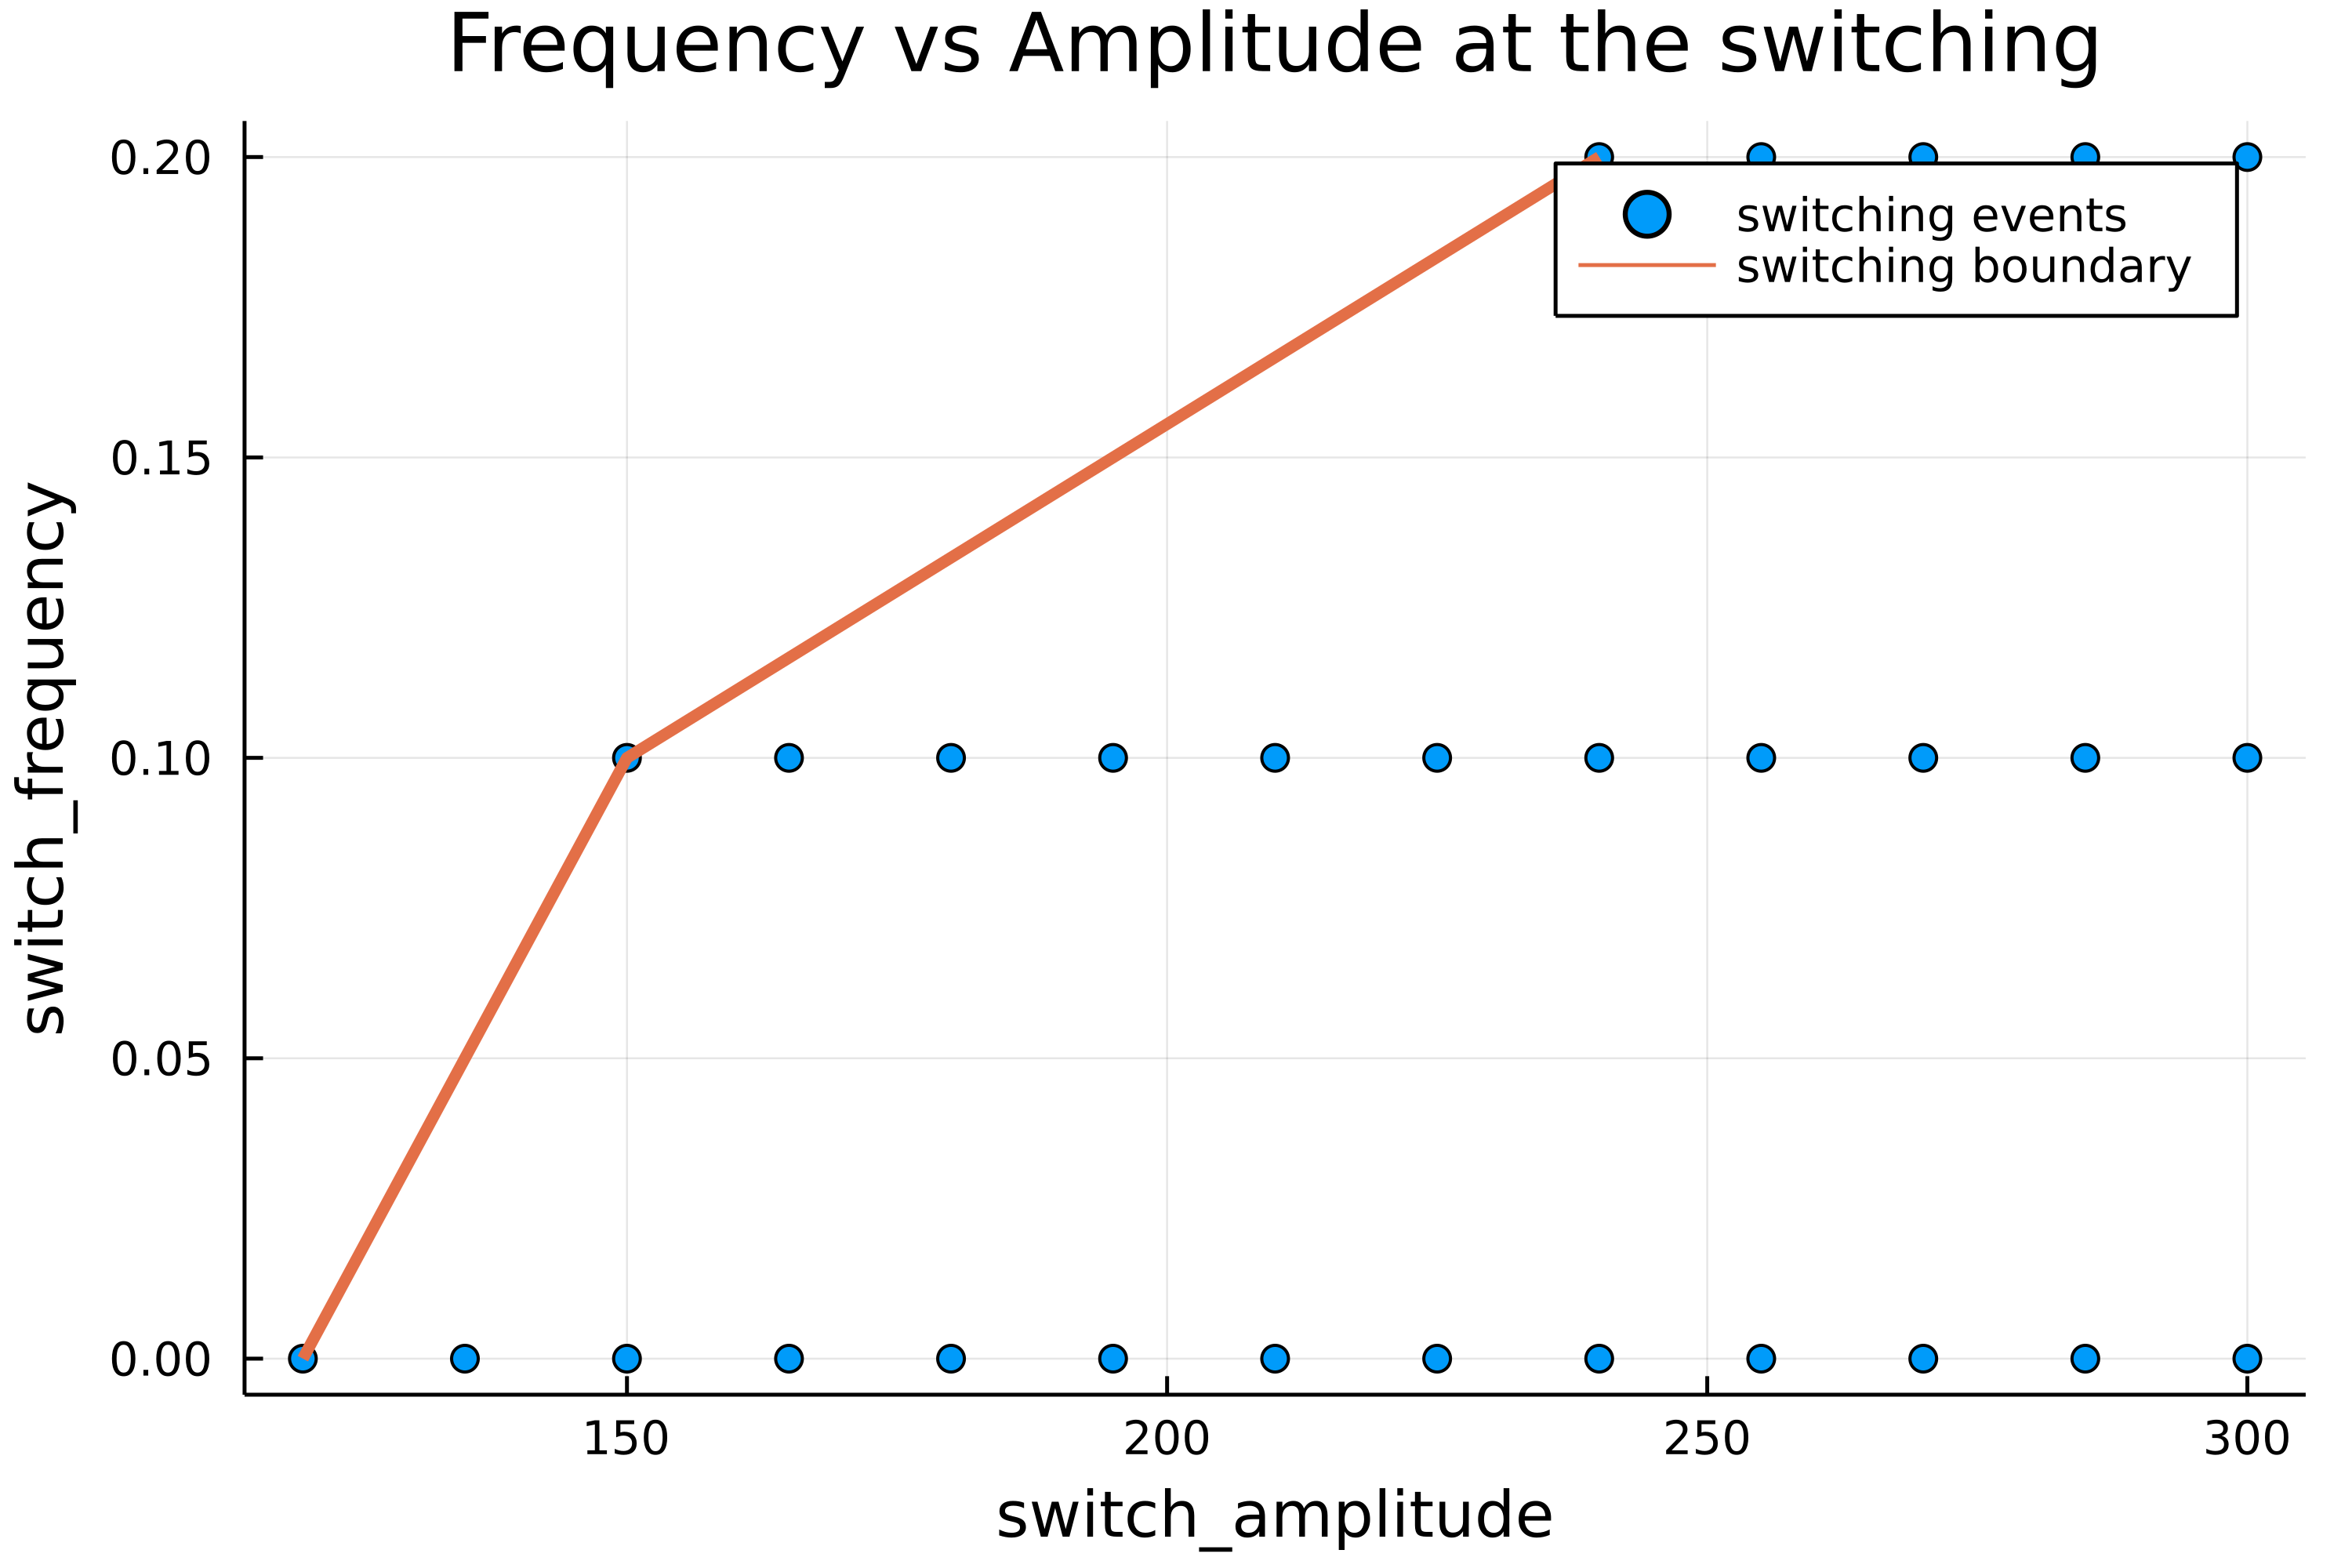 Frequency vs Amplitude at the switching
0.20
switching events
switching boundary
0.15
switch_frequency
0.10
0.05
0.00
150 200 250 300
switch_amplitude